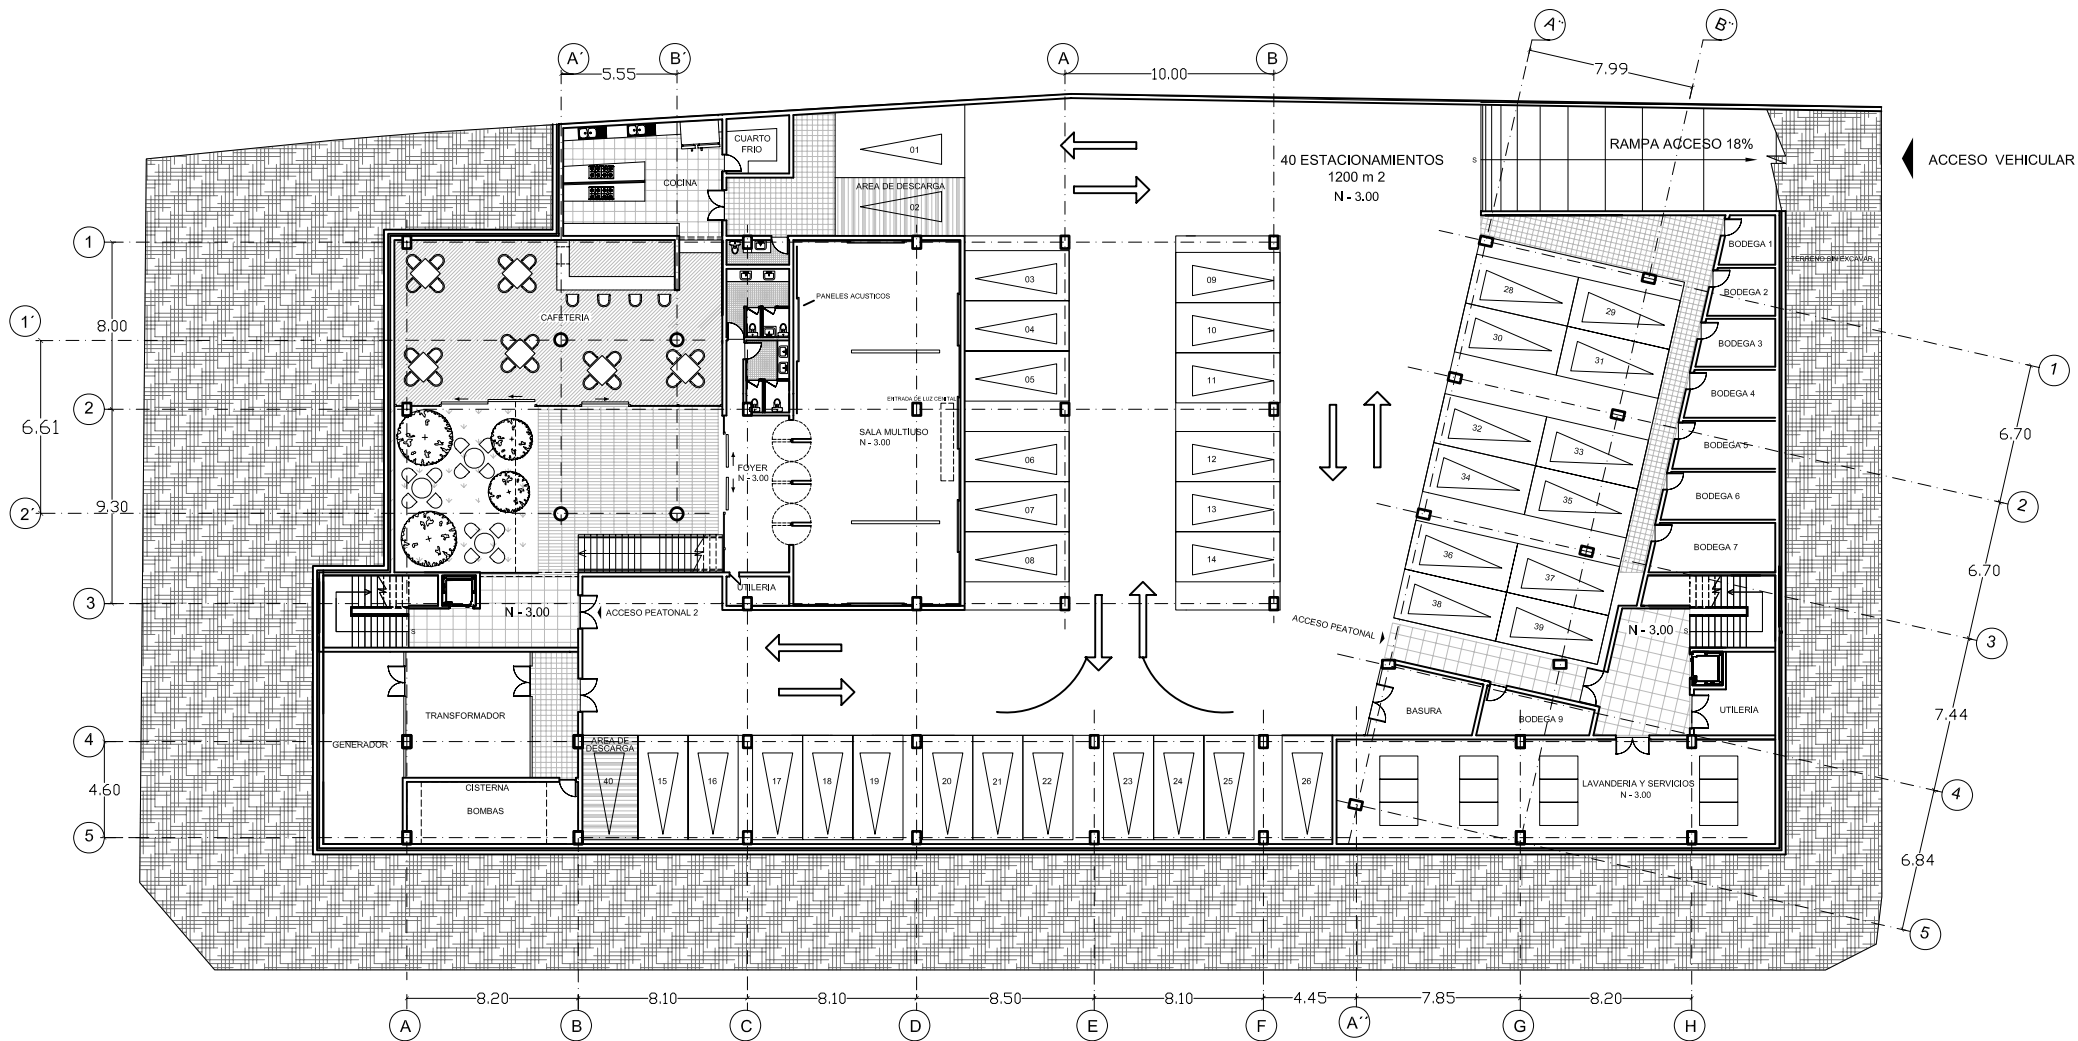 A´
B´
A
B
A¨
B¨
5.55
10.00
7.99
CUARTO
FRIO
01
COCINA
AREA DE DESCARGA
02
40 ESTACIONAMIENTOS
1200 m 2
N - 3.00
RAMPA ACCESO 18%
S
ACCESO VEHICULAR
1
1´
8.00
2
6.61
2´
9.30
3
4
4.60
5
CAFETERIA
PANELES ACUSTICOS
ENTRADA DE LUZ CENITAL
SALA MULTIUSO
N - 3.00
FOYER
N - 3.00
UTILERIA
03
04
05
06
07
08
09
10
11
12
13
14
28
29
30
31
32
33
34
35
36
37
38
39
BODEGA 1
BODEGA 2
BODEGA 3
BODEGA 4
BODEGA 5
BODEGA 6
BODEGA 7
TERRENO SIN EXCAVAR
1
6.70
2
6.70
3
7.44
4
6.84
5
N - 3.00
S
ACCESO PEATONAL 2
ACCESO PEATONAL
N - 3.00
S
TRANSFORMADOR
GENERADOR
CISTERNA
BOMBAS
BASURA
BODEGA 9
UTILERIA
AREA DE
DESCARGA
40
15
16
17
18
19
20
21
22
23
24
25
26
LAVANDERIA Y SERVICIOS
N - 3.00
8.20
8.10
8.10
8.50
8.10
4.45
7.85
8.20
A
B
C
D
E
F
A´´
G
H